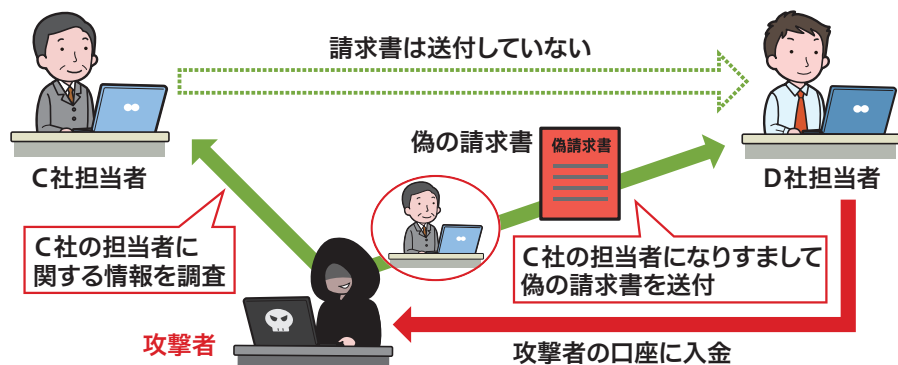 請求書は送付していない
偽の請求書
偽請求書
C社担当者
D社担当者
C社の担当者に
関する情報を調査
C社の担当者になりすまして
偽の請求書を送付
攻撃者
攻撃者の口座に入金